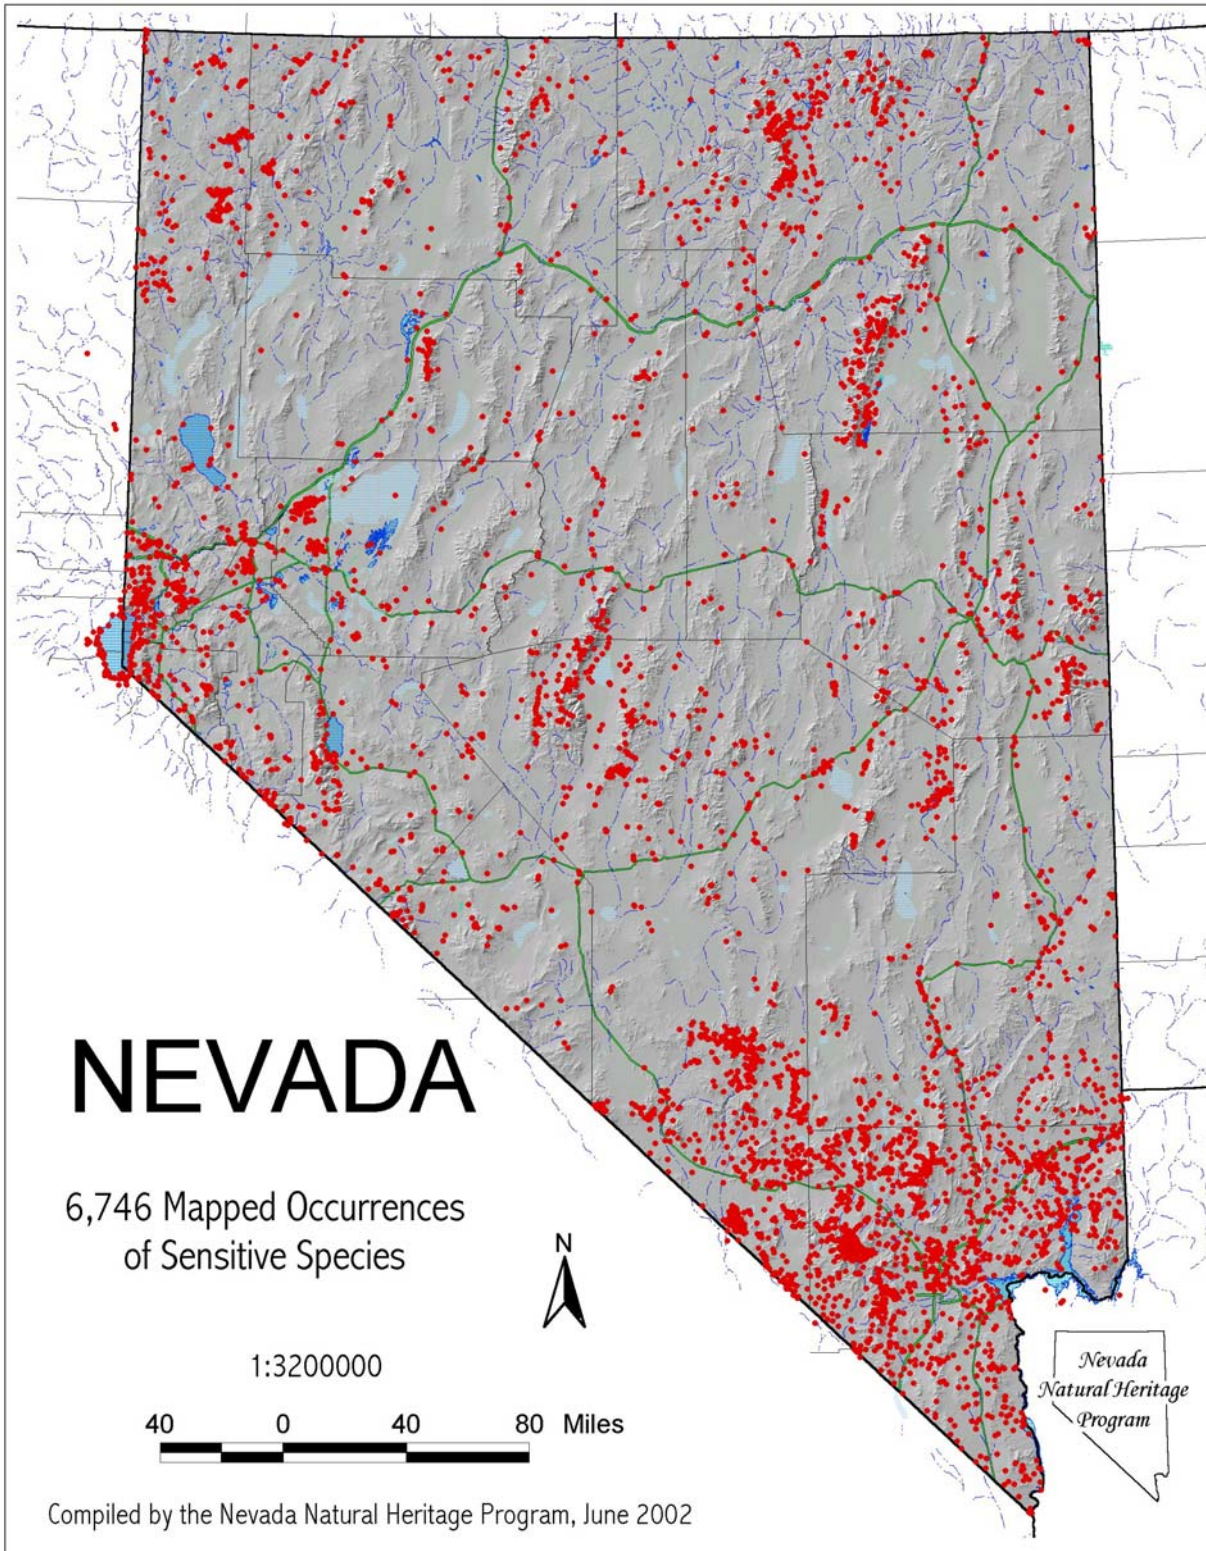 NEVADA
6,746 Mapped Occurrences
of Sensitive Species
N
1:3200000
40 0 40 80 Miles
Nevada
Natural Heritage
Program
Compiled by the Nevada Natural Heritage Program, June 2002